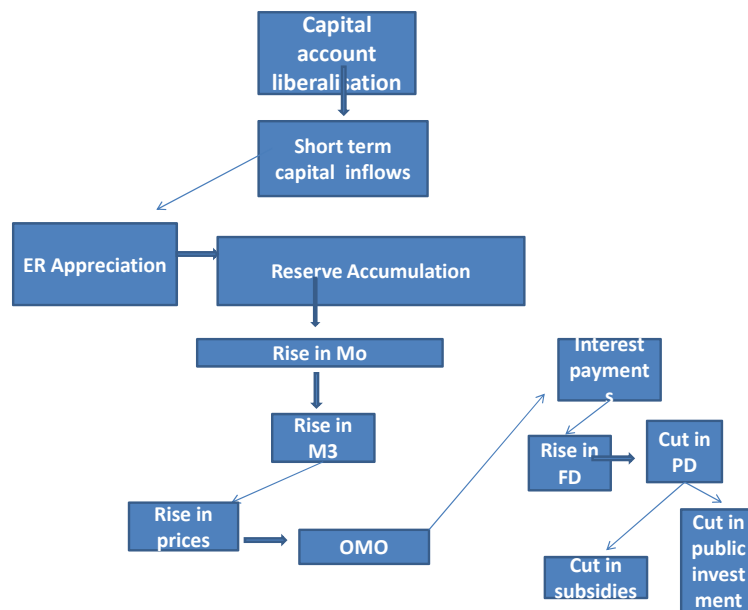 Capital
account
liberalisation
Short term
capital inflows
ER Appreciation
Reserve Accumulation
Rise in Mo
Rise in
M3
Rise in
prices
OMO
Interest
payment
s
Rise in
FD
Cut in
PD
Cut in
subsidies
Cut in
public
invest
ment